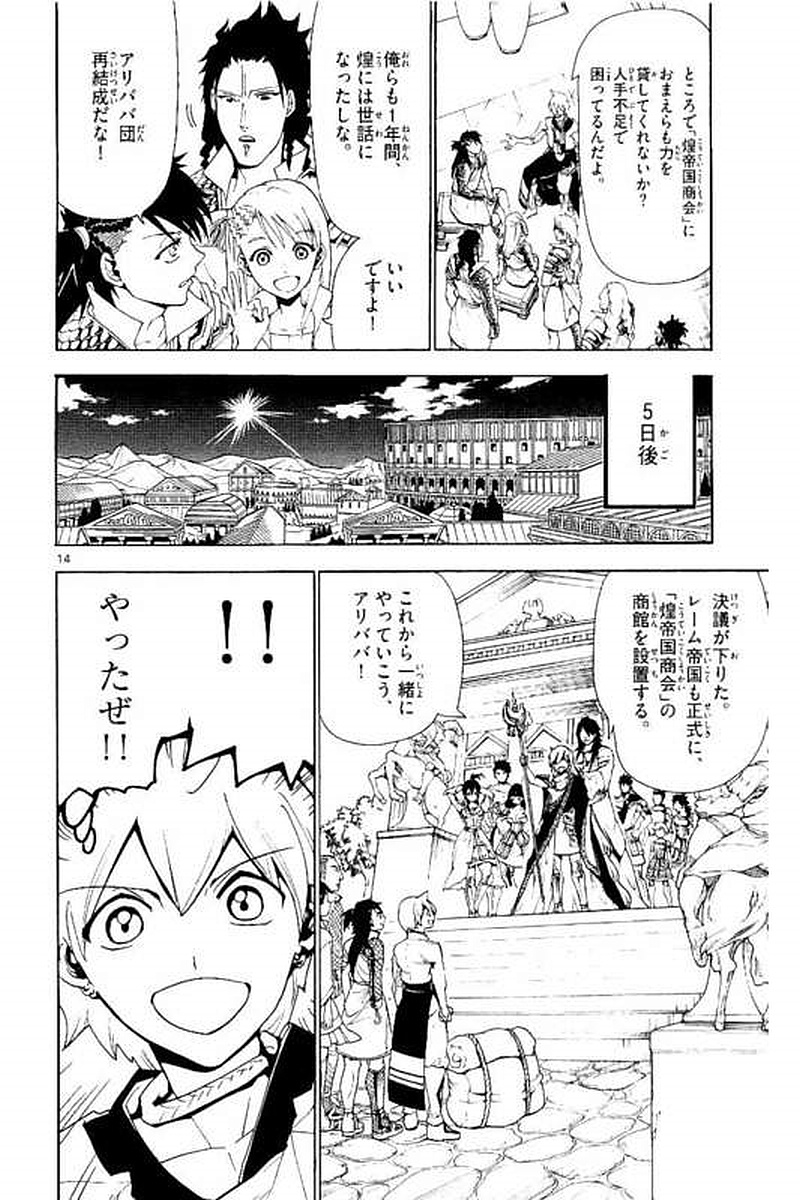 ところで、「煌帝国商会」に
おまえらも力を
貸してくれないか?
人手不足で
困ってるんだよ。
俺らも1年間、
煌には世話に
なったしな。
アリババ団
再結成だな!
いい
ですよ!
5日後
14
決議が下りた。
レーム帝国も正式に、
「煌帝国商会」の
商館を設置する。
これから一緒に
やっていこう、
アリババ!
!!
やったぜ!!